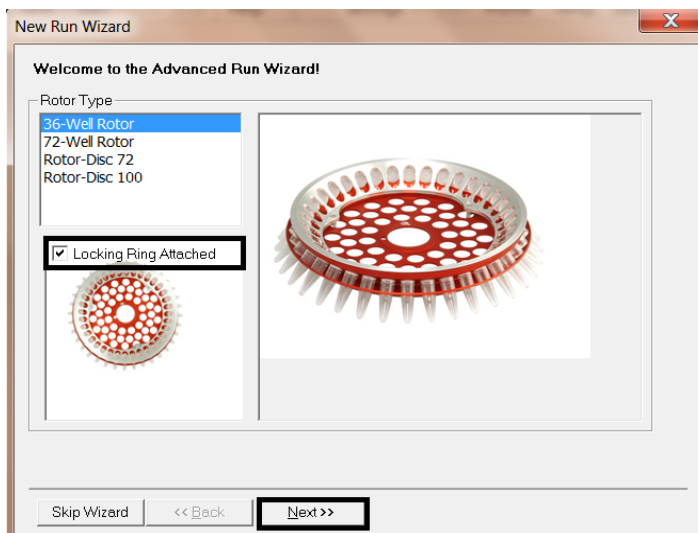 New Run Wizard
Welcome to the Advanced Run Wizard!
Rotor Type
36-Well Rotor
72-Well Rotor
Rotor-Disc 72
Rotor-Disc 100
Locking Ring Attached
Skip Wizard
<< Back
Next >>